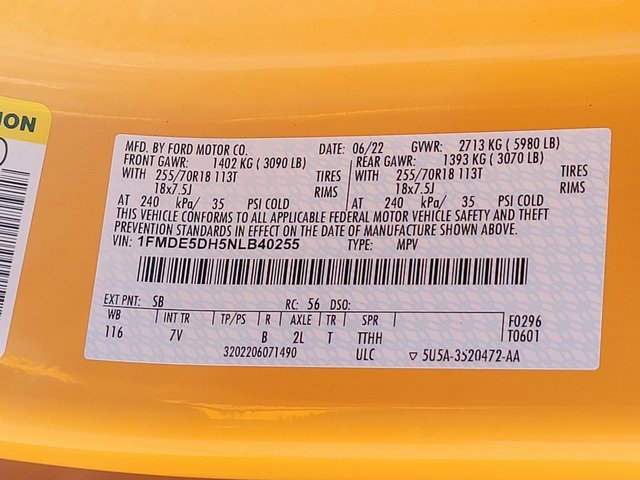 ION
MFG. BY FORD MOTOR CO. DATE: 06/22 GVWR: 2713 KG ( 5980 LB)
FRONT GAWR: 1402 KG ( 3090 LB) REAR GAWR: 1393 KG ( 3070 LB)
WITH 255/70R18 113T TIRES WITH 255/70R18 113T TIRES
18x7.5J RIMS 18x7.5J RIMS
AT 240 kPa/ 35 PSI COLD AT 240 kPa/ 35 PSI COLD
THIS VEHICLE CONFORMS TO ALL APPLICABLE FEDERAL MOTOR VEHICLE SAFETY AND THEFT
PREVENTION STANDARDS IN EFFECT ON THE DATE OF MANUFACTURE SHOWN ABOVE.
VIN: 1FMDE5DH5NLB40255 TYPE: MPV
EXT PNT: SB RC: 56 DSO:
WB INT TR TP/PS R AXLE TR SPR F0296
116 7V B 2L T TTHH T0601
3202206071490 ULC ▽ 5U5A-3520472-AA